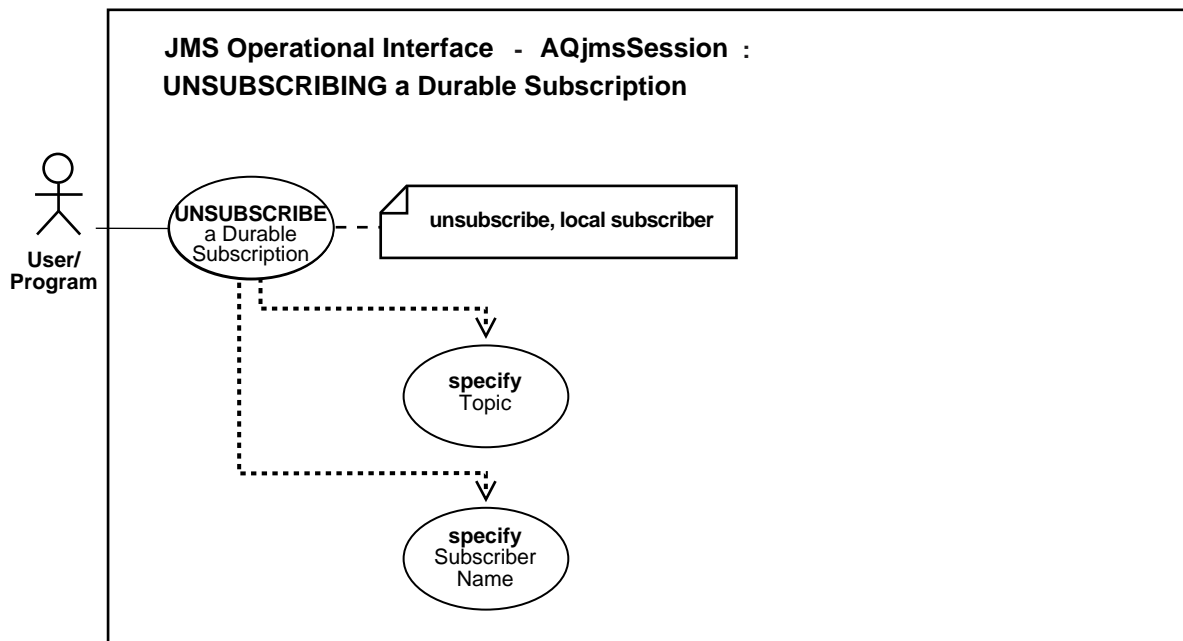 JMS Operational Interface - AQjmsSession :
UNSUBSCRIBING a Durable Subscription
User/
Program
UNSUBSCRIBE
a Durable
Subscription
unsubscribe, local subscriber
specify
Topic
specify
Subscriber
Name